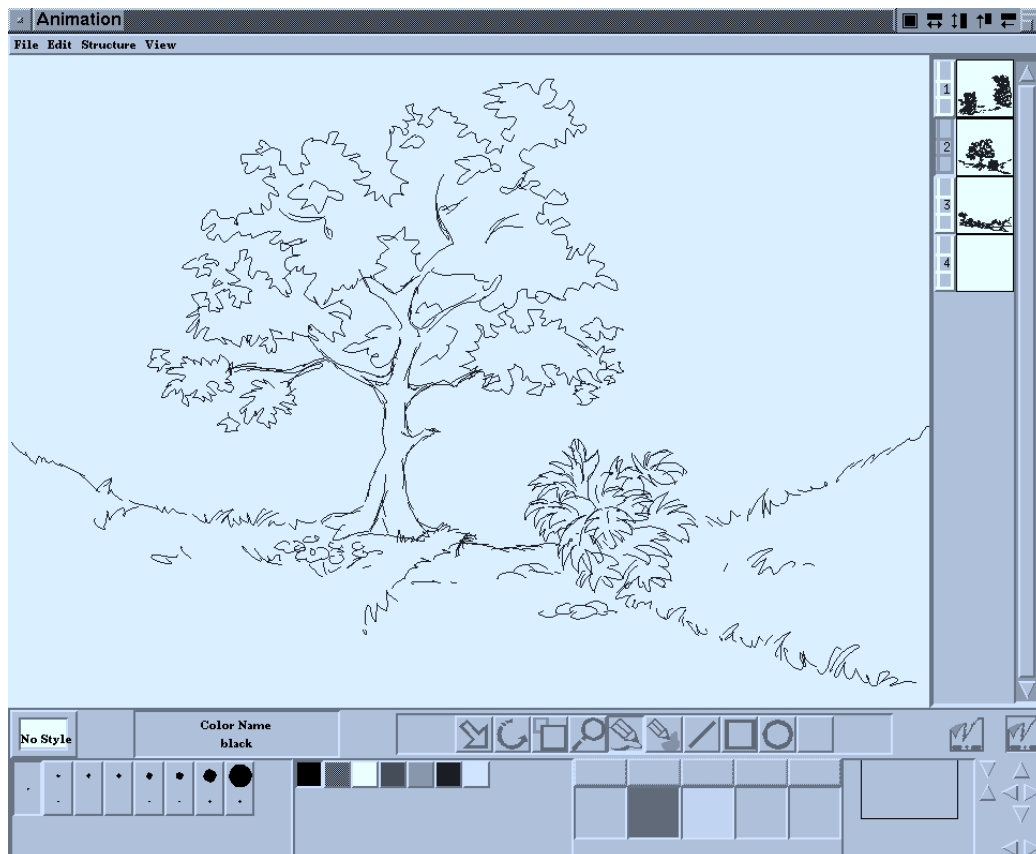 Animation
File Edit Structure View
1
2
3
4
No Style
Color Name
black